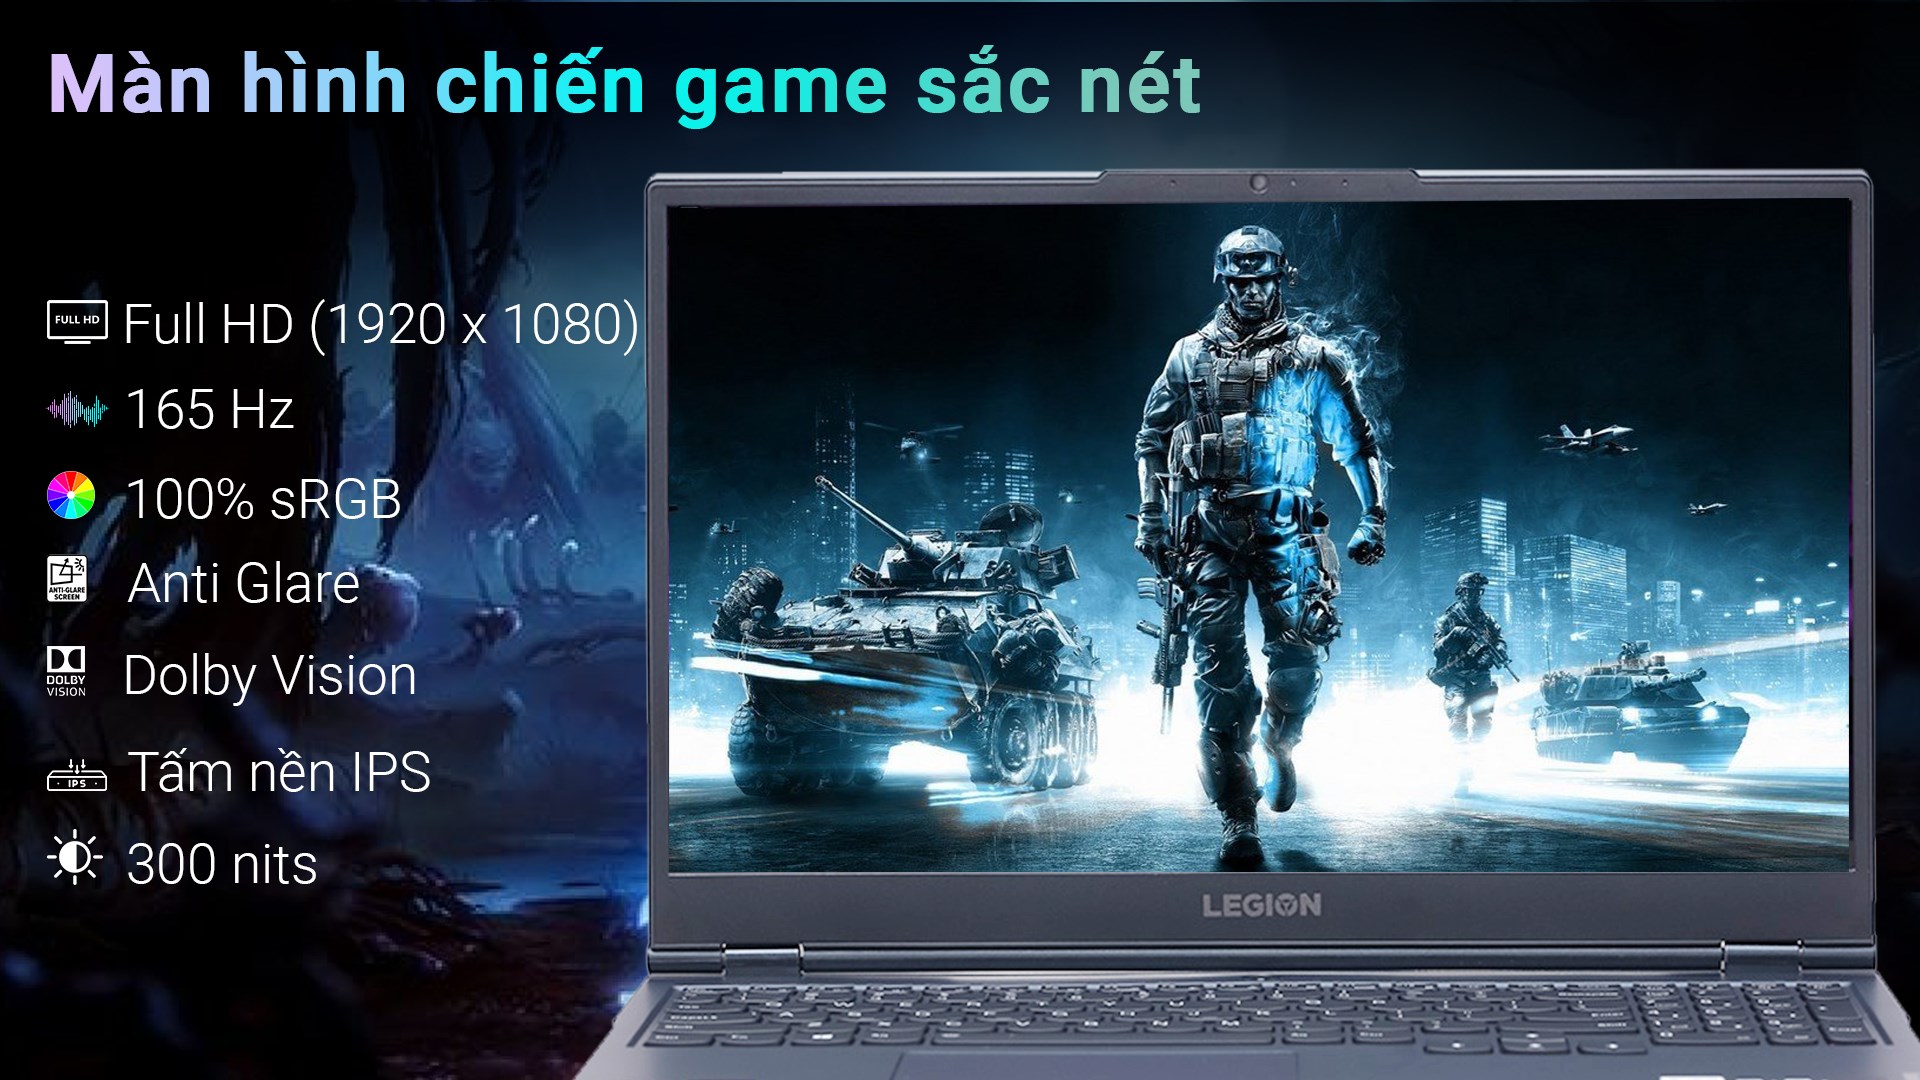 Màn hình chiến game sắc nét
FULL HD
Full HD (1920 x 1080)
165 Hz
100% sRGB
ANTI-GLARE
SCREEN
Anti Glare
DOLBY
VISION
Dolby Vision
IPS
Tấm nền IPS
300 nits
LEGION